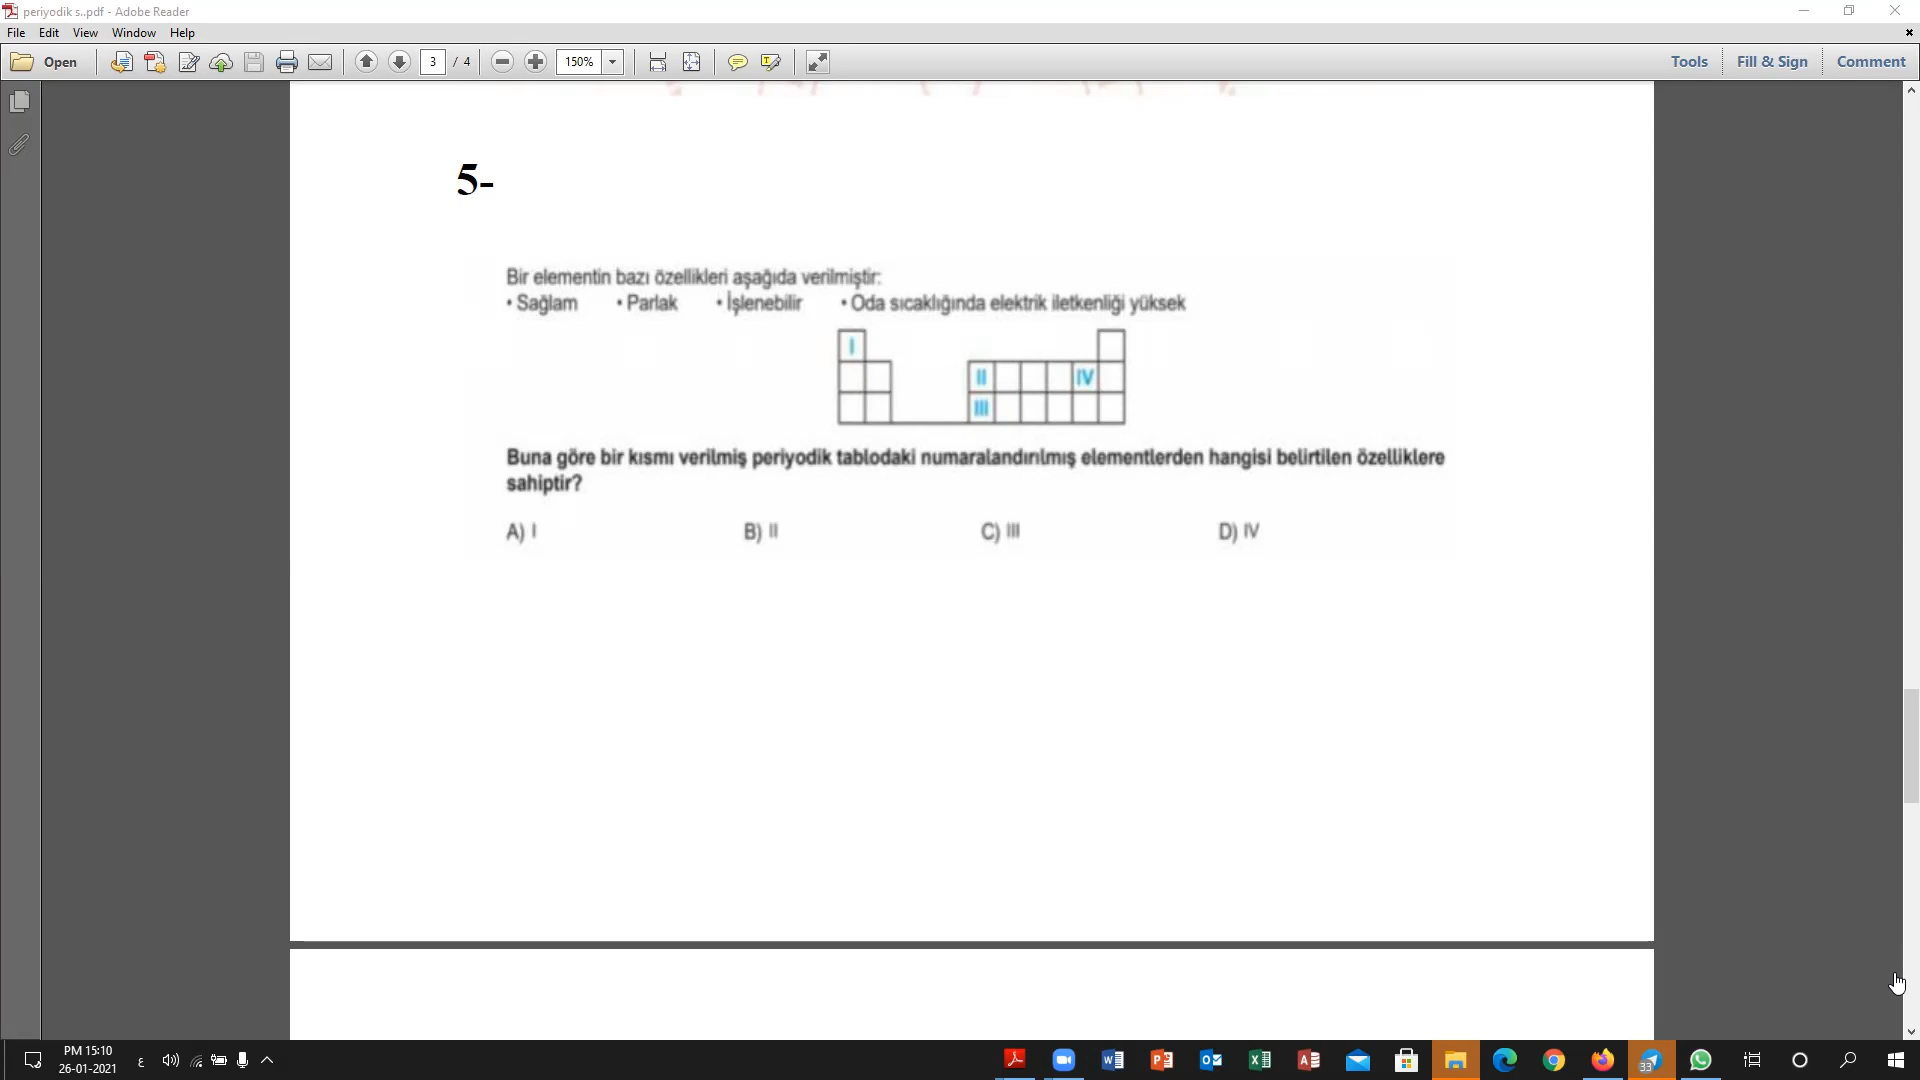 periyodik s..pdf - Adobe Reader
File Edit View Window Help
Open 3 / 4 150% Tools Fill & Sign Comment
5-
Bir elementin bazı özellikleri aşağıda verilmiştir:
• Sağlam • Parlak • İşlenebilir • Oda sıcaklığında elektrik iletkenliği yüksek
I
II IV
III
Buna göre bir kısmı verilmiş periyodik tablodaki numaralandırılmış elementlerden hangisi belirtilen özelliklere
sahiptir?
A) I B) II C) III D) IV
PM 15:10
26-01-2021
ع
33